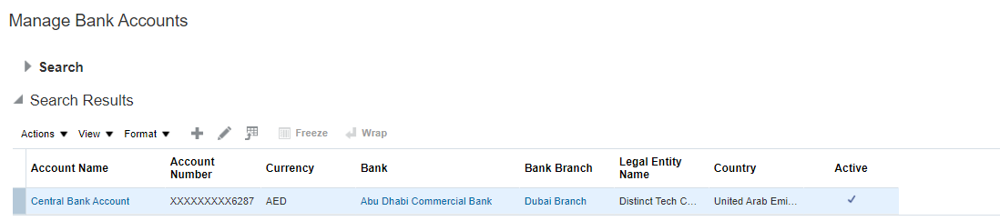 Manage Bank Accounts
Search
Search Results
Actions View Format Freeze Wrap
Account Name Account Number Currency Bank Bank Branch Legal Entity Name Country Active
Central Bank Account XXXXXXXXX6287 AED Abu Dhabi Commercial Bank Dubai Branch Distinct Tech C... United Arab Emi...